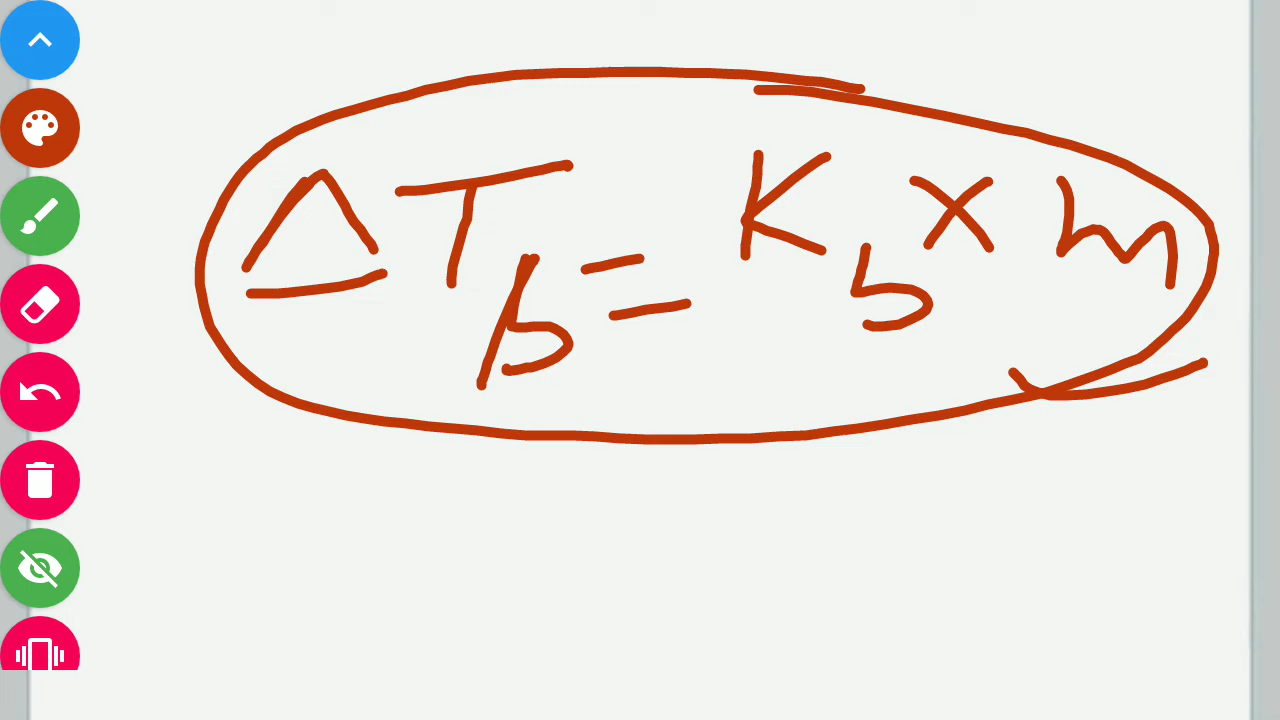 ΔT_b = K_b × m